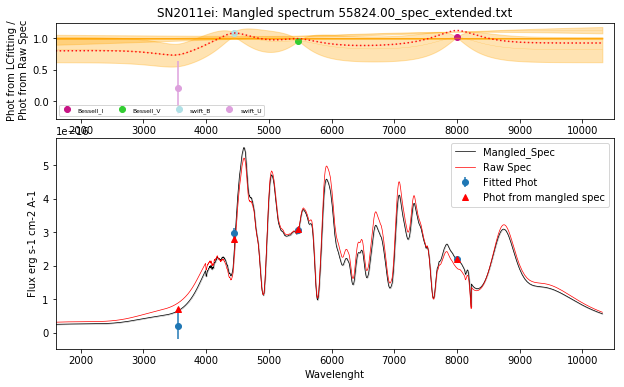 SN2011ei: Mangled spectrum 55824.00_spec_extended.txt
Phot from LCfitting /
Phot from Raw Spec
1.0
0.5
0.0
Bessell_I Bessell_V swift_B swift_U
2000 3000 4000 5000 6000 7000 8000 9000 10000
1e−16
Mangled_Spec
Raw Spec
Fitted Phot
Phot from mangled spec
Flux erg s-1 cm-2 A-1
5
4
3
2
1
0
2000 3000 4000 5000 6000 7000 8000 9000 10000
Wavelenght